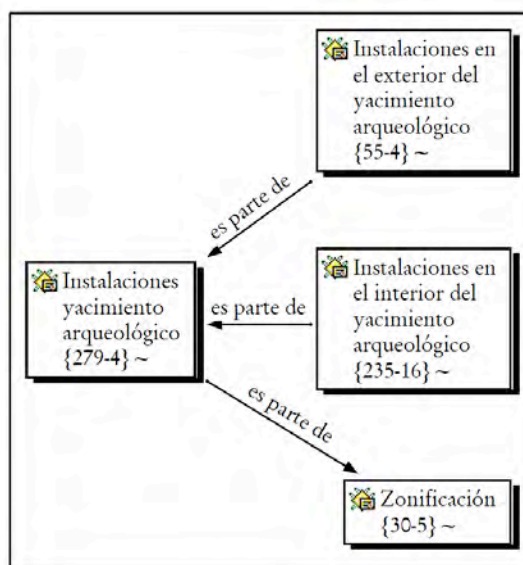 Instalaciones en
el exterior del
yacimiento
arqueológico
{55-4} ~
es parte de
Instalaciones
yacimiento
arqueológico
{279-4} ~
es parte de
Instalaciones en
el interior del
yacimiento
arqueológico
{235-16} ~
es parte de
Zonificación
{30-5} ~